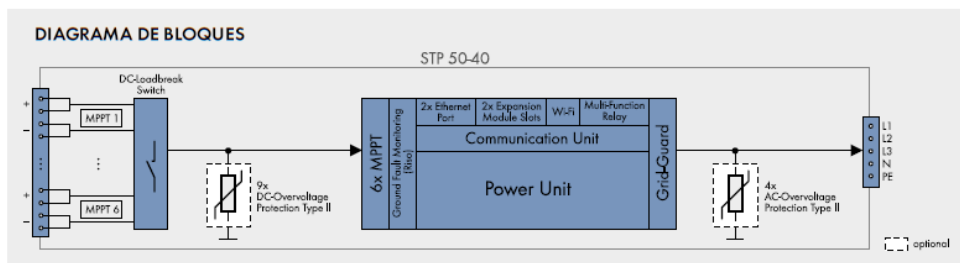 DIAGRAMA DE BLOQUES
STP 50-40
DC-Loadbreak
Switch
+
MPPT 1
−
+
MPPT 6
−
9x
DC-Overvoltage
Protection Type II
6x MPPT
Ground Fault Monitoring
(Riso)
2x Ethernet
Port
2x Expansion
Module Slots
Wi-Fi
Multi-Function
Relay
Communication Unit
Power Unit
Grid-Guard
4x
AC-Overvoltage
Protection Type II
L1
L2
L3
N
PE
optional